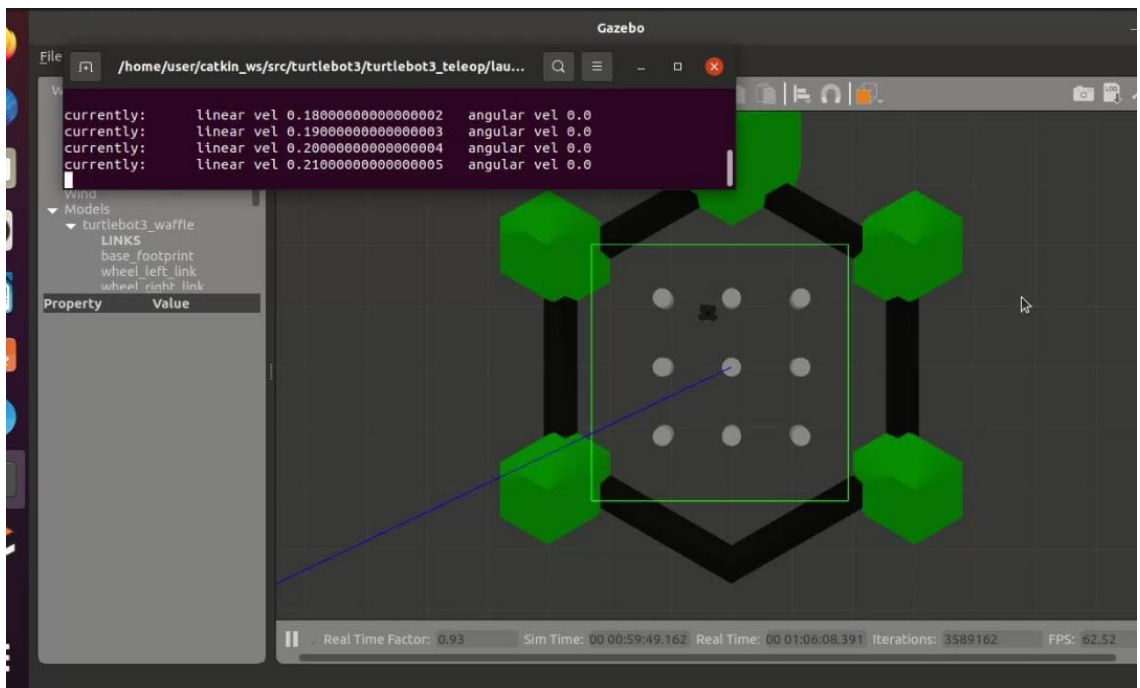 Gazebo
File
/home/user/catkin_ws/src/turtlebot3/turtlebot3_teleop/lau...
currently: linear vel 0.18000000000000002 angular vel 0.0
currently: linear vel 0.19000000000000003 angular vel 0.0
currently: linear vel 0.20000000000000004 angular vel 0.0
currently: linear vel 0.21000000000000005 angular vel 0.0
LOG
Wind
Models
turtlebot3_waffle
LINKS
base_footprint
wheel_left_link
wheel_right_link
Property Value
Real Time Factor: 0.93 Sim Time: 00 00:59:49.162 Real Time: 00 01:06:08.391 Iterations: 3589162 FPS: 62.52